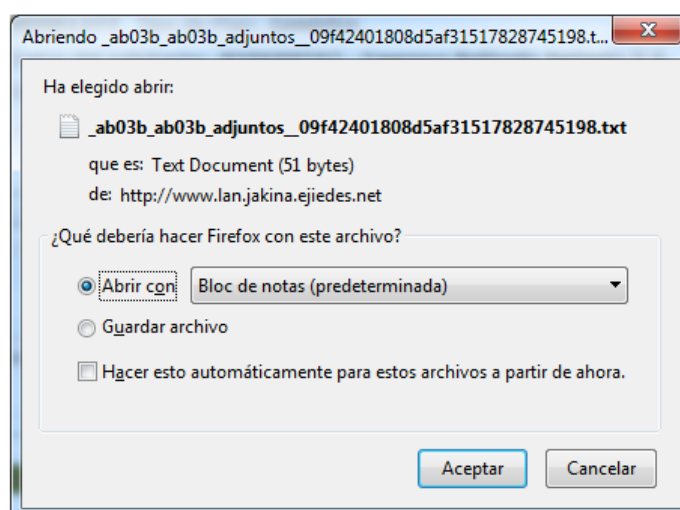 Abriendo _ab03b_ab03b_adjuntos__09f42401808d5af31517828745198.t...
Ha elegido abrir:
_ab03b_ab03b_adjuntos__09f42401808d5af31517828745198.txt
que es: Text Document (51 bytes)
de: http://www.lan.jakina.ejiedes.net
¿Qué debería hacer Firefox con este archivo?
Abrir con Bloc de notas (predeterminada)
Guardar archivo
Hacer esto automáticamente para estos archivos a partir de ahora.
Aceptar Cancelar